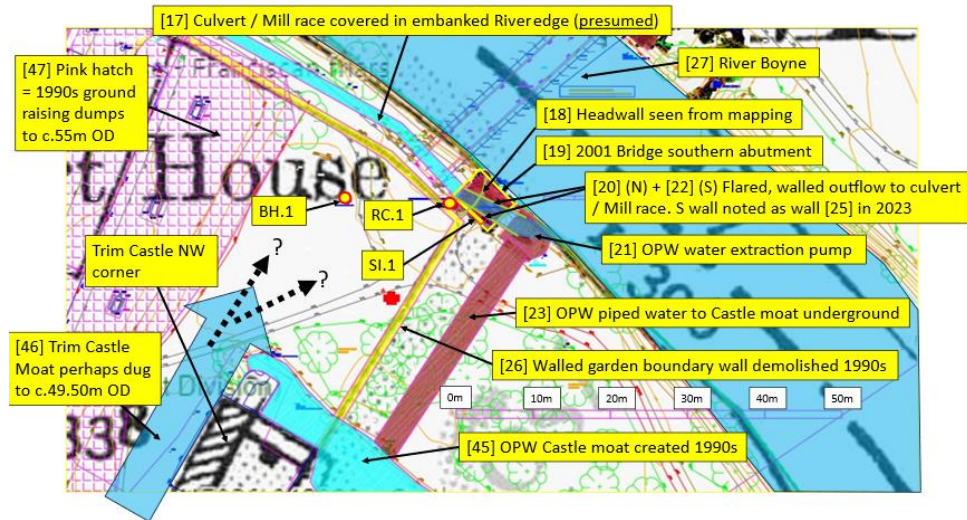 [17] Culvert / Mill race covered in embanked River edge (presumed)
[47] Pink hatch
= 1990s ground
raising dumps
to c.55m OD
Franciscan friars
[27] River Boyne
[18] Headwall seen from mapping
[19] 2001 Bridge southern abutment
t/House
[20] (N) + [22] (S) Flared, walled outflow to culvert
/ Mill race. S wall noted as wall [25] in 2023
BH.1
RC.1
[21] OPW water extraction pump
Trim Castle NW
corner
?
?
SI.1
[23] OPW piped water to Castle moat underground
[46] Trim Castle
Moat perhaps dug
to c.49.50m OD
[26] Walled garden boundary wall demolished 1990s
Division
0m
10m
20m
30m
40m
50m
[45] OPW Castle moat created 1990s